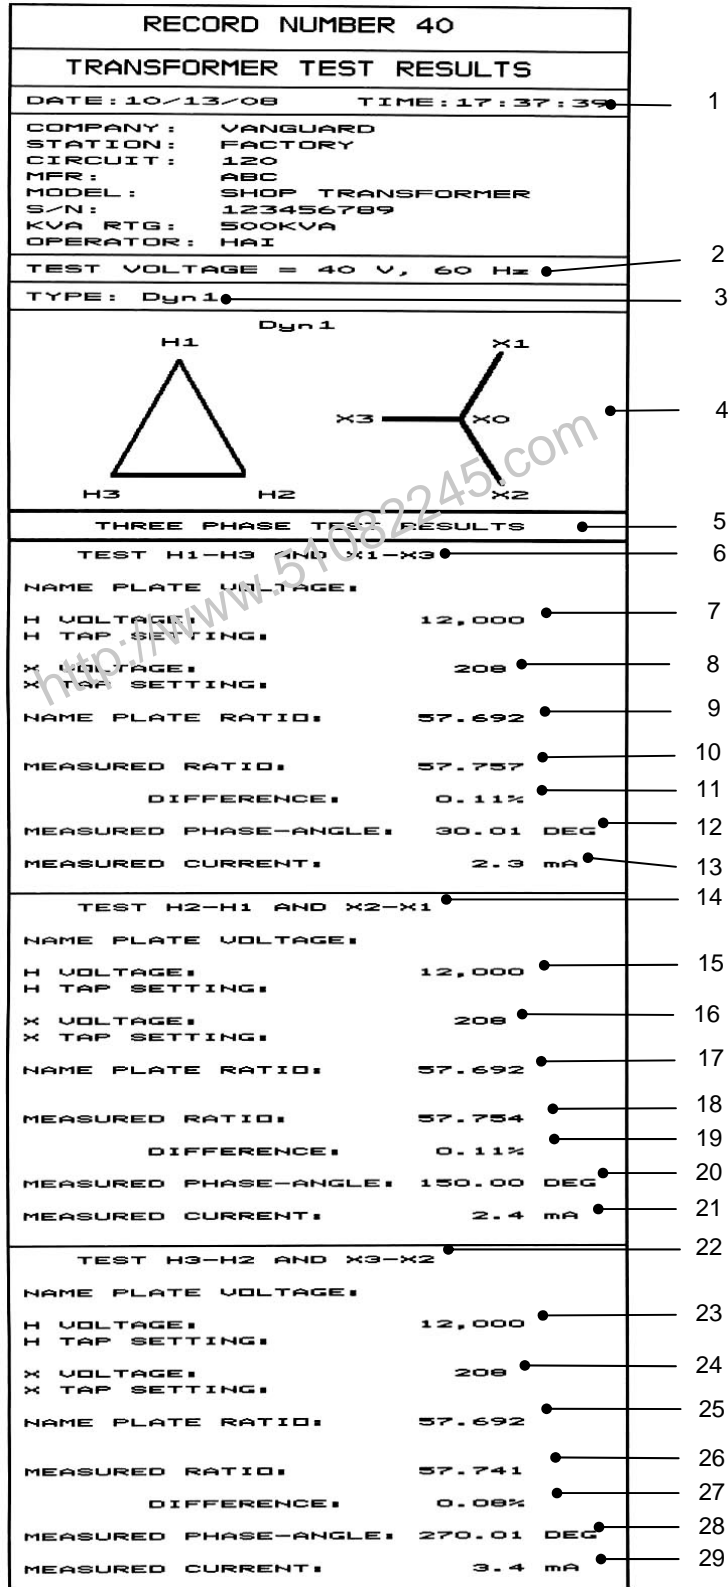 RECORD NUMBER 40
TRANSFORMER TEST RESULTS
DATE:10/13/08 TIME:17:37:39 1
COMPANY: VANGUARD
STATION: FACTORY
CIRCUIT: 120
MFR: ABC
MODEL: SHOP TRANSFORMER
S/N: 123456789
KVA RTG: 500KVA
OPERATOR: HAI
TEST VOLTAGE = 40 V, 60 Hz 2
TYPE: Dyn1 3
Dyn1
H1 X1
X3 X0 4
H3 H2 X2
http://www.51082245.com
THREE PHASE TEST RESULTS 5
TEST H1-H3 AND X1-X3 6
NAME PLATE VOLTAGE:
H VOLTAGE: 12,000 7
H TAP SETTING:
X VOLTAGE: 208 8
X TAP SETTING:
NAME PLATE RATIO: 57.692 9
MEASURED RATIO: 57.757 10
DIFFERENCE: 0.11% 11
MEASURED PHASE-ANGLE: 30.01 DEG 12
MEASURED CURRENT: 2.3 mA 13
TEST H2-H1 AND X2-X1 14
NAME PLATE VOLTAGE:
H VOLTAGE: 12,000 15
H TAP SETTING:
X VOLTAGE: 208 16
X TAP SETTING:
NAME PLATE RATIO: 57.692 17
MEASURED RATIO: 57.754 18
DIFFERENCE: 0.11% 19
MEASURED PHASE-ANGLE: 150.00 DEG 20
MEASURED CURRENT: 2.4 mA 21
TEST H3-H2 AND X3-X2 22
NAME PLATE VOLTAGE:
H VOLTAGE: 12,000 23
H TAP SETTING:
X VOLTAGE: 208 24
X TAP SETTING:
NAME PLATE RATIO: 57.692 25
MEASURED RATIO: 57.741 26
DIFFERENCE: 0.08% 27
MEASURED PHASE-ANGLE: 270.01 DEG 28
MEASURED CURRENT: 3.4 mA 29